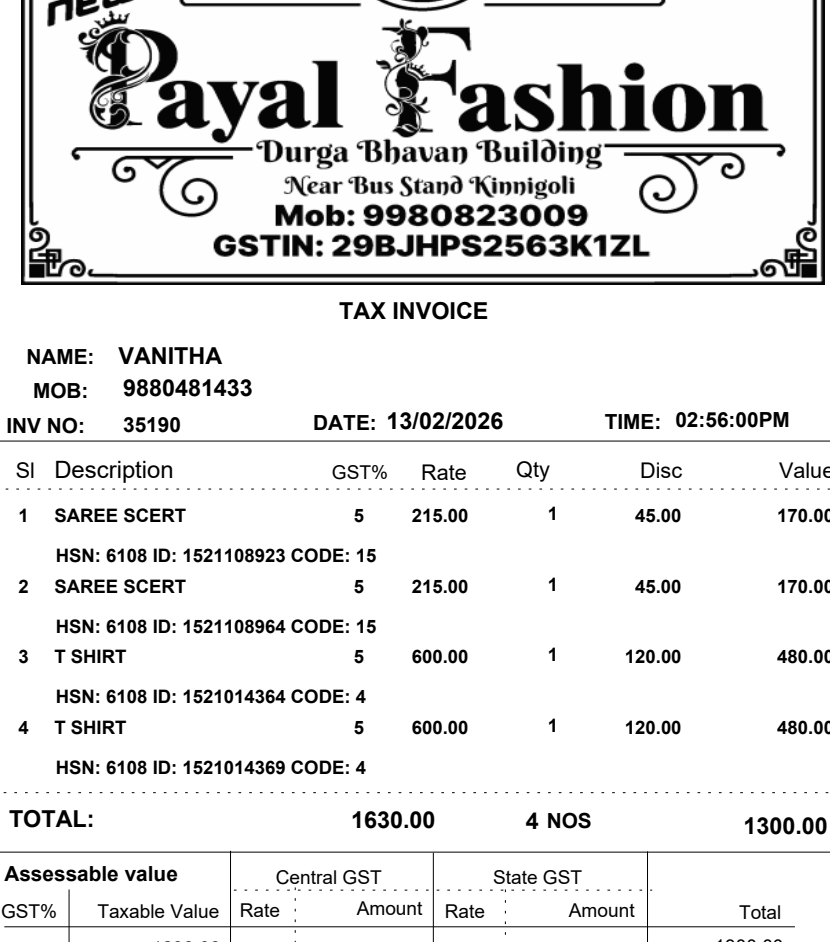 new
Payal Fashion
Durga Bhavan Building
Near Bus Stand Kinnigoli
Mob: 9980823009
GSTIN: 29BJHPS2563K1ZL
TAX INVOICE
NAME: VANITHA
MOB: 9880481433
INV NO: 35190 DATE: 13/02/2026 TIME: 02:56:00PM
Sl Description GST% Rate Qty Disc Value
1 SAREE SCERT 5 215.00 1 45.00 170.00
HSN: 6108 ID: 1521108923 CODE: 15
2 SAREE SCERT 5 215.00 1 45.00 170.00
HSN: 6108 ID: 1521108964 CODE: 15
3 T SHIRT 5 600.00 1 120.00 480.00
HSN: 6108 ID: 1521014364 CODE: 4
4 T SHIRT 5 600.00 1 120.00 480.00
HSN: 6108 ID: 1521014369 CODE: 4
TOTAL: 1630.00 4 NOS 1300.00
Assessable value Central GST State GST
GST% Taxable Value Rate Amount Rate Amount Total